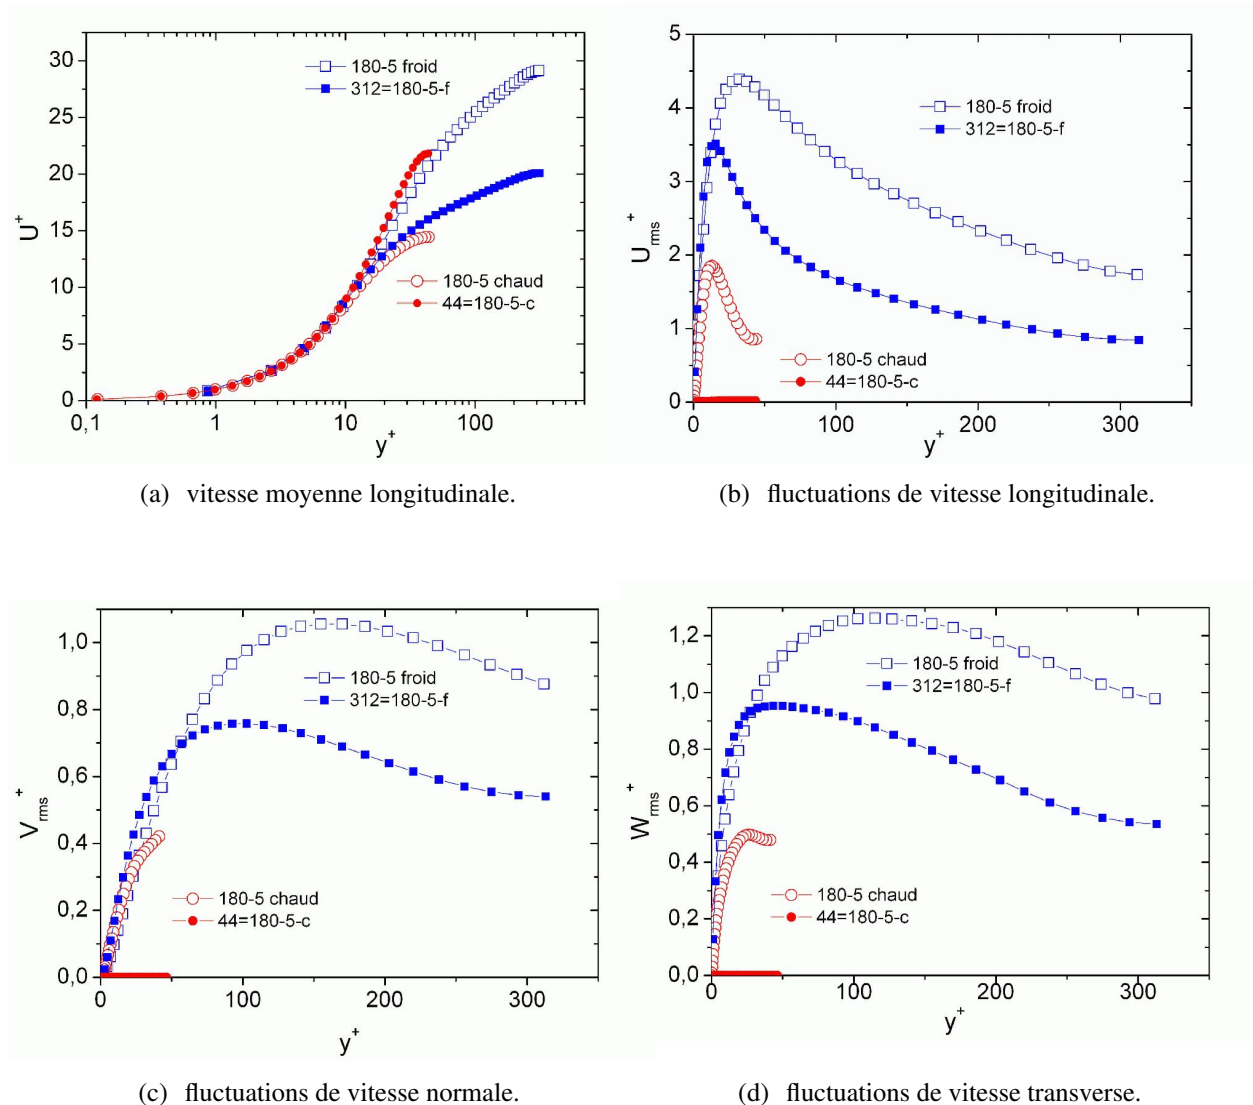 30
25
20
15
10
5
0
0,1
1
10
100
U+
y+
180-5 froid
312=180-5-f
180-5 chaud
44=180-5-c
(a) vitesse moyenne longitudinale.
5
4
3
2
1
0
0
100
200
300
Urms+
y+
180-5 froid
312=180-5-f
180-5 chaud
44=180-5-c
(b) fluctuations de vitesse longitudinale.
1,0
0,8
0,6
0,4
0,2
0,0
0
100
200
300
Vrms+
y+
180-5 froid
312=180-5-f
180-5 chaud
44=180-5-c
(c) fluctuations de vitesse normale.
1,2
1,0
0,8
0,6
0,4
0,2
0,0
0
100
200
300
Wrms+
y+
180-5 froid
312=180-5-f
180-5 chaud
44=180-5-c
(d) fluctuations de vitesse transverse.